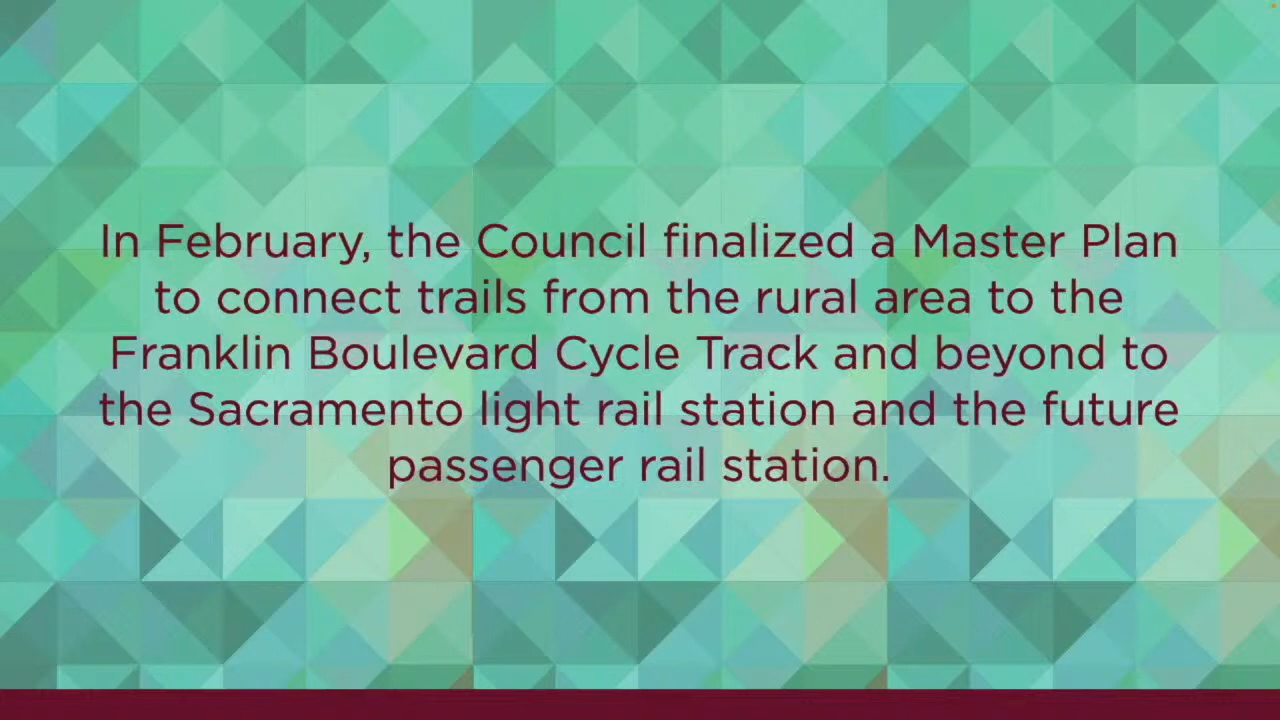 In February, the Council finalized a Master Plan
to connect trails from the rural area to the
Franklin Boulevard Cycle Track and beyond to
the Sacramento light rail station and the future
passenger rail station.